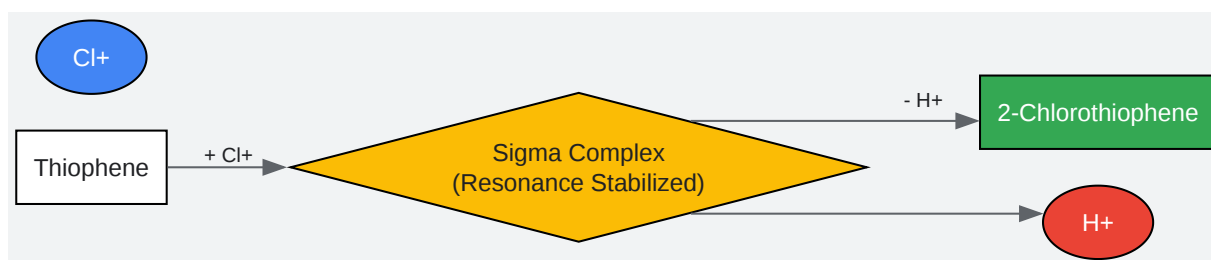 Cl+
Thiophene
+ Cl+
Sigma Complex
(Resonance Stabilized)
- H+
2-Chlorothiophene
H+